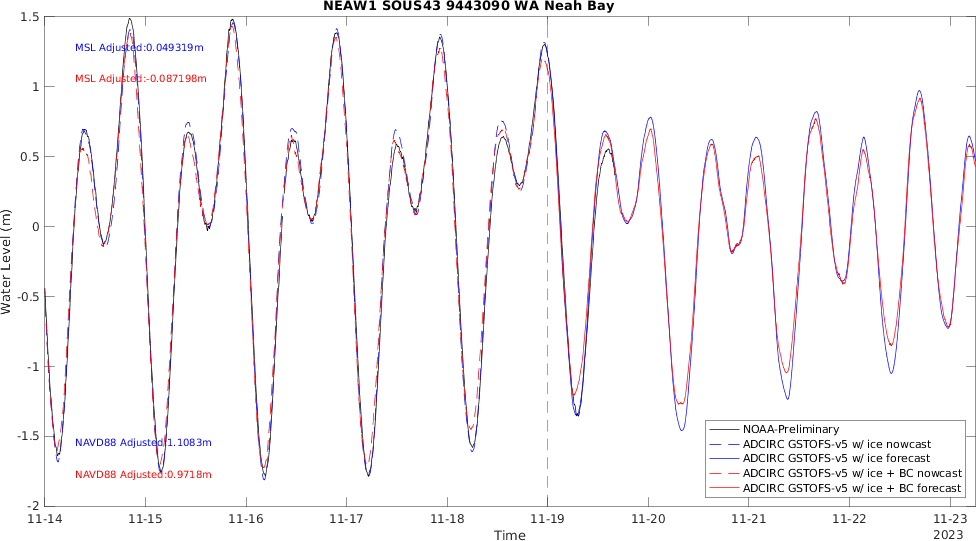 NEAW1 SOUS43 9443090 WA Neah Bay
1.5
1
0.5
0
-0.5
-1
-1.5
-2
Water Level (m)
MSL Adjusted:0.049319m
MSL Adjusted:-0.087198m
NAVD88 Adjusted:1.1083m
NAVD88 Adjusted:0.9718m
NOAA-Preliminary
ADCIRC GSTOFS-v5 w/ ice nowcast
ADCIRC GSTOFS-v5 w/ ice forecast
ADCIRC GSTOFS-v5 w/ ice + BC nowcast
ADCIRC GSTOFS-v5 w/ ice + BC forecast
11-14 11-15 11-16 11-17 11-18 11-19 11-20 11-21 11-22 11-23
2023
Time